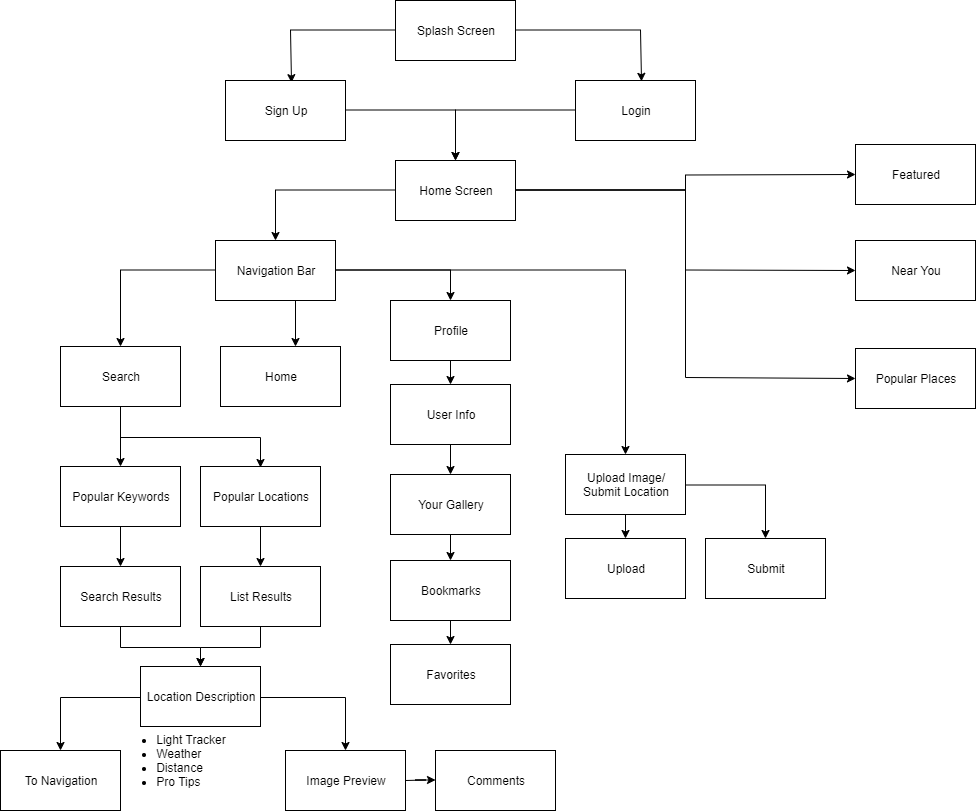 Splash Screen
Sign Up
Login
Home Screen
Featured
Navigation Bar
Near You
Profile
Search
Home
Popular Places
User Info
Popular Keywords
Popular Locations
Your Gallery
Upload Image/
Submit Location
Search Results
List Results
Bookmarks
Upload
Submit
Location Description
Favorites
• Light Tracker
• Weather
• Distance
• Pro Tips
To Navigation
Image Preview
Comments